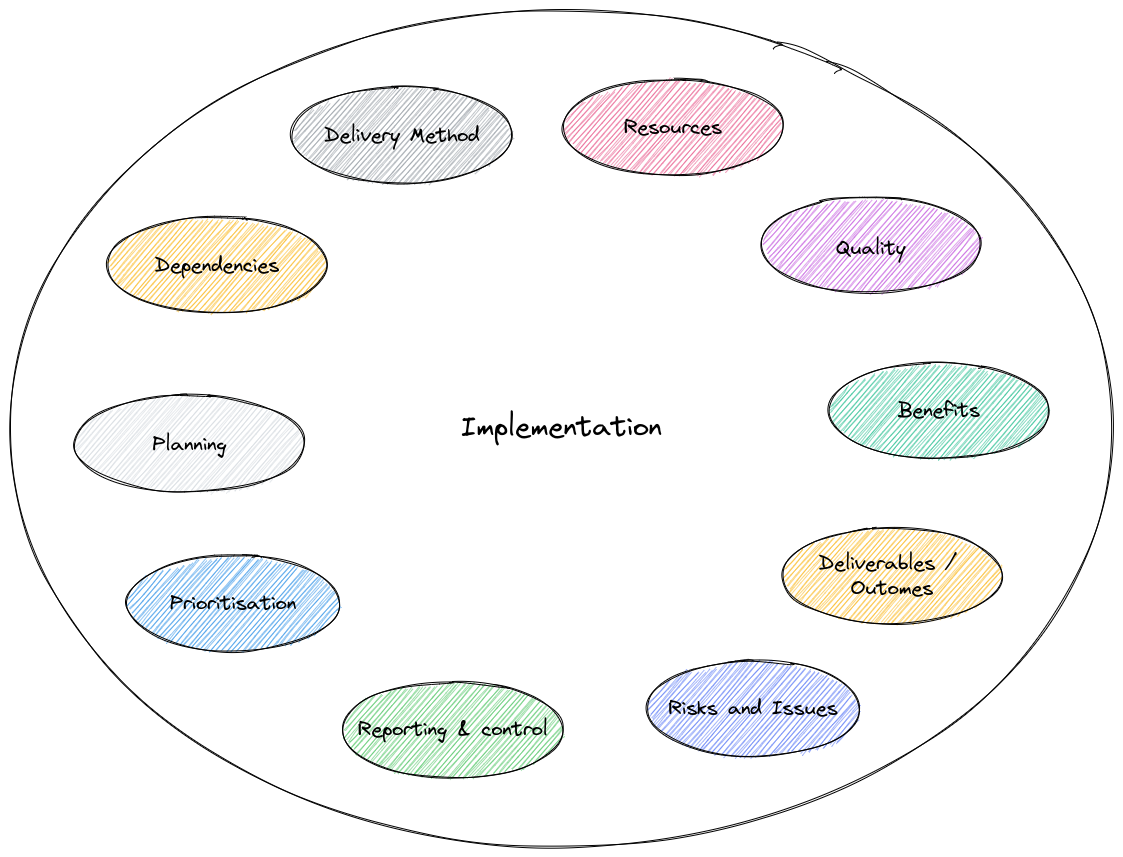 Delivery Method
Resources
Dependencies
Quality
Planning
Implementation
Benefits
Prioritisation
Deliverables /
Outomes
Reporting & control
Risks and Issues